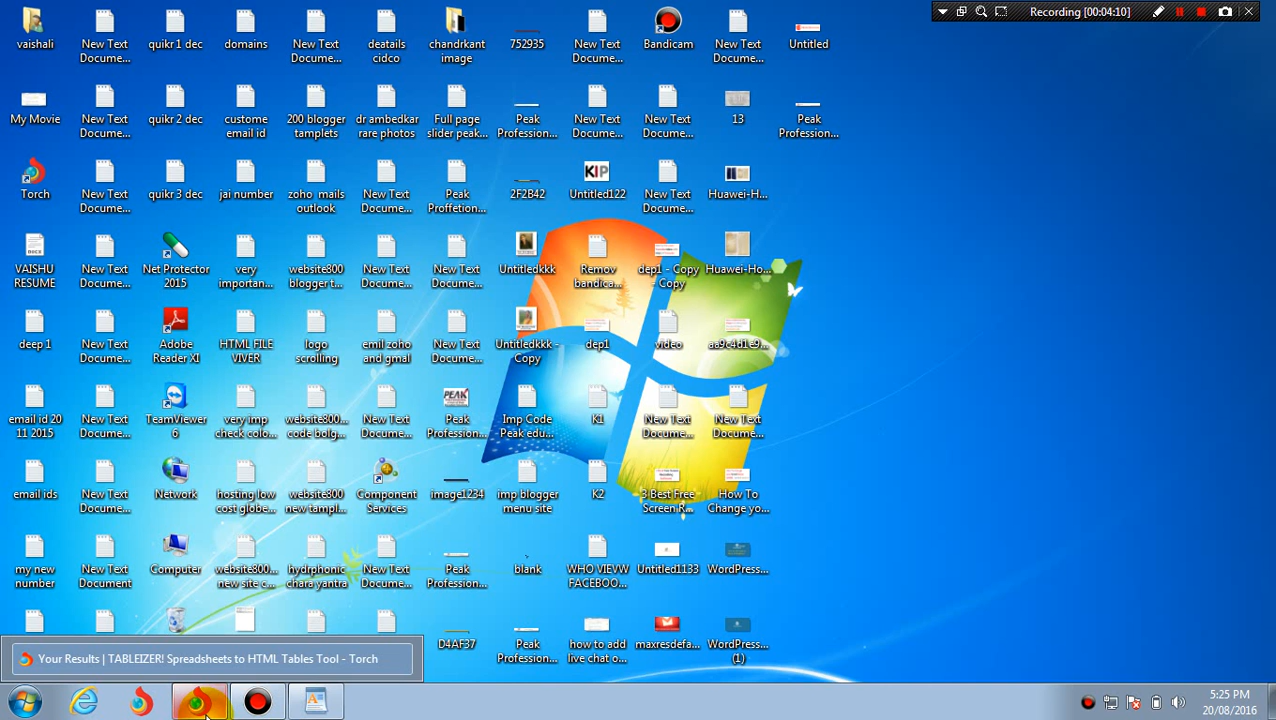 Recording [00:04:10]
vaishali
New Text
Docume...
quikr 1 dec
domains
New Text
Docume...
deatails
cidco
chandrkant
image
752935
New Text
Docume...
Bandicam
New Text
Docume...
Untitled
My Movie
New Text
Docume...
quikr 2 dec
custome
email id
200 blogger
tamplets
dr ambedkar
rare photos
Full page
slider peak...
Peak
Profession...
New Text
Docume...
New Text
Docume...
13
Peak
Profession...
Torch
New Text
Docume...
quikr 3 dec
jai number
zoho mails
outlook
New Text
Docume...
Peak
Proffetion...
2F2B42
KIP
Untitled122
New Text
Docume...
Huawei-H...
DOCX
VAISHU
RESUME
New Text
Docume...
Net Protector
2015
very
importan...
website800
blogger t...
New Text
Docume...
New Text
Docume...
Untitledkkk
Remov
bandica...
dep1 - Copy
- Copy
Huawei-Ho...
deep 1
New Text
Docume...
Adobe
Reader XI
HTML FILE
VIVER
logo
scrolling
emil zoho
and gmal
New Text
Docume...
Untitledkkk -
Copy
dep1
video
aa9c4d1e9...
email id 20
11 2015
New Text
Docume...
TeamViewer
6
very imp
check colo...
website800...
code bolig...
New Text
Docume...
PEAK
Peak
Profession...
Imp Code
Peak edu...
K1
New Text
Docume...
New Text
Docume...
email ids
New Text
Docume...
Network
hosting low
cost globe...
website800
new tampl...
Component
Services
image1234
imp blogger
menu site
K2
3 Best Free
Screen R...
How To
Change yo...
my new
number
New Text
Document
Computer
website800...
new site c...
hydrphonic
chara yantra
New Text
Docume...
Peak
Profession...
blank
WHO VIEVW
FACEBOO...
Untitled1133
WordPress...
D4AF37
Peak
Profession...
how to add
live chat o...
maxresdefa...
WordPress...
(1)
Your Results | TABLEIZER! Spreadsheets to HTML Tables Tool - Torch
5:25 PM
20/08/2016